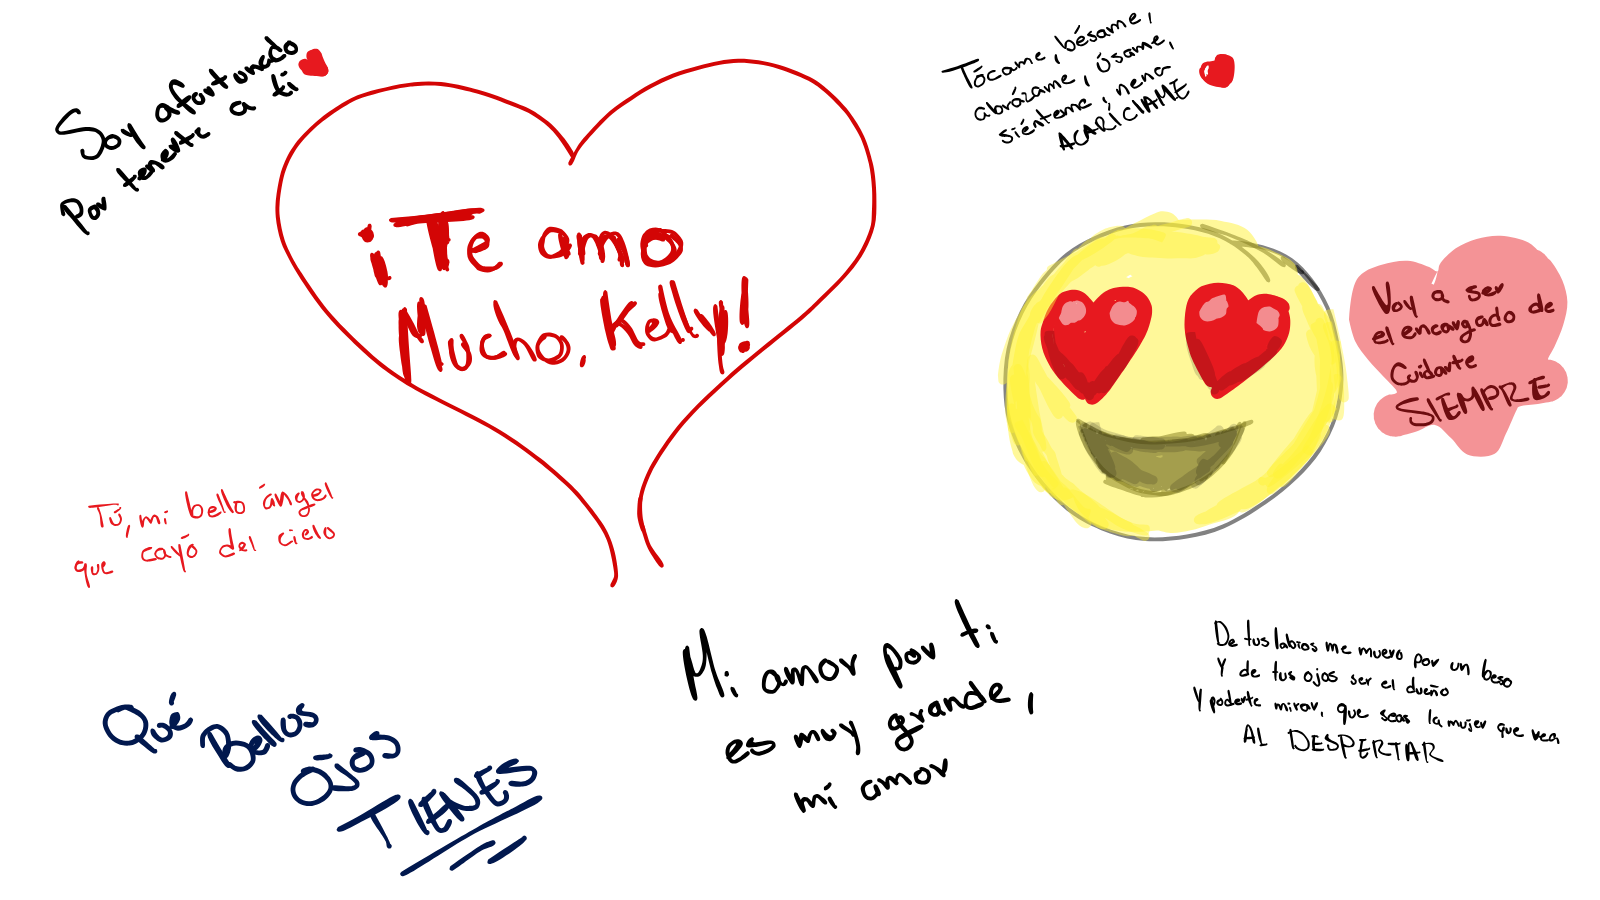 Soy afortunado
Por tenerte a ti
¡Te amo
Mucho, Kelly!
Tócame, bésame,
abrázame, úsame,
siénteme, nena
ACARÍCIAME
Voy a ser
el encargado de
Cuidarte
SIEMPRE
Tú, mi bello ángel
que cayó del cielo
Qué
Bellos
Ojos
TIENES
Mi amor por ti
es muy grande,
mi amor
De tus labios me muero por un beso
Y de tus ojos ser el dueño
Y poderte mirar, que seas la mujer que vea
AL DESPERTAR